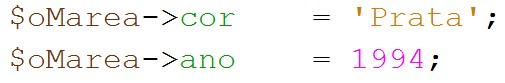 $oMarea->cor    = 'Prata';
$oMarea->ano    = 1994;